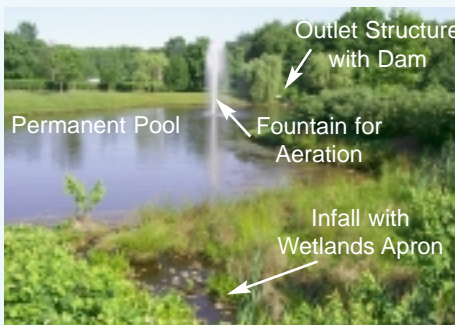 Outlet Structure
with Dam
Permanent Pool
Fountain for
Aeration
Infall with
Wetlands Apron